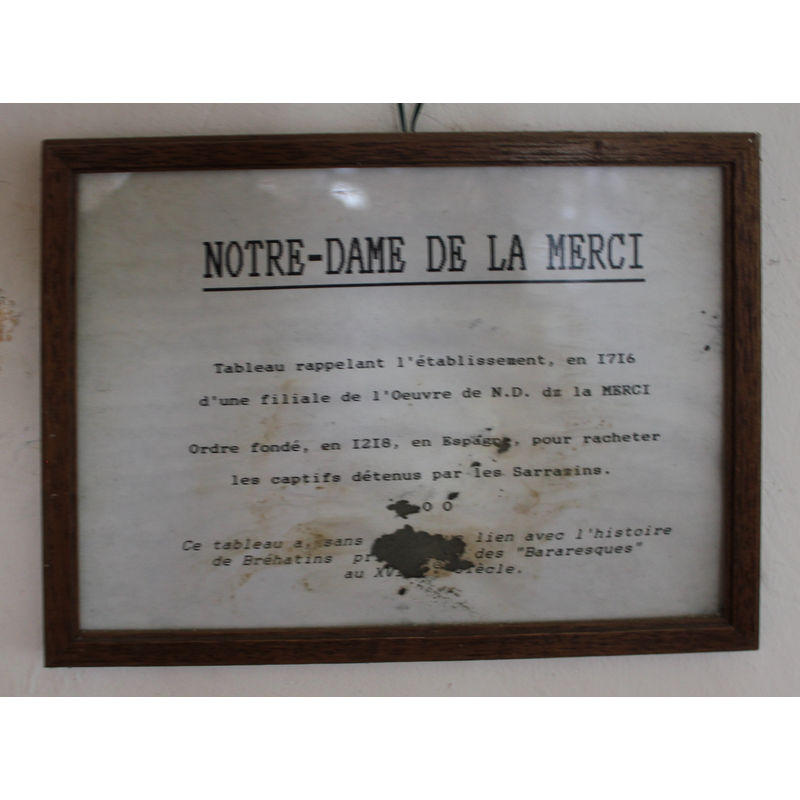 NOTRE-DAME DE LA MERCI
Tableau rappelant l'établissement, en I7I6
d'une filiale de l'Oeuvre de N.D. dz la MERCI
Ordre fondé, en I2I8, en Espagne, pour racheter
les captifs détenus par les Sarrazins.
O O
Ce tableau a, sans lien avec l'histoire
de Bréhatins des "Bararesques"
au siècle.